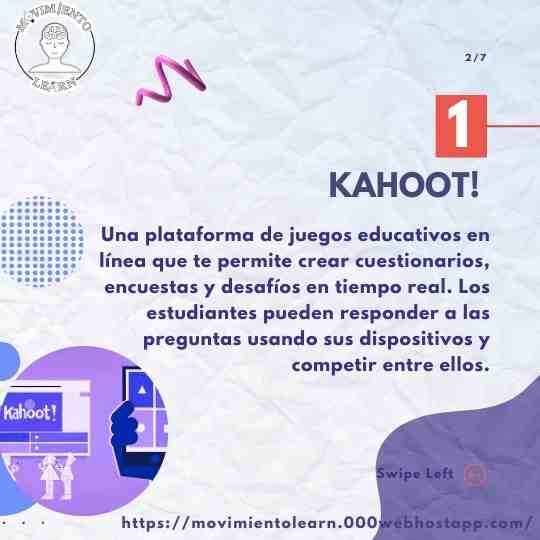 MOVIMIENTO
LEARN
2/7
1
KAHOOT!
Una plataforma de juegos educativos en
línea que te permite crear cuestionarios,
encuestas y desafíos en tiempo real. Los
estudiantes pueden responder a las
preguntas usando sus dispositivos y
competir entre ellos.
Kahoot!
Swipe Left
https://movimientolearn.000webhostapp.com/